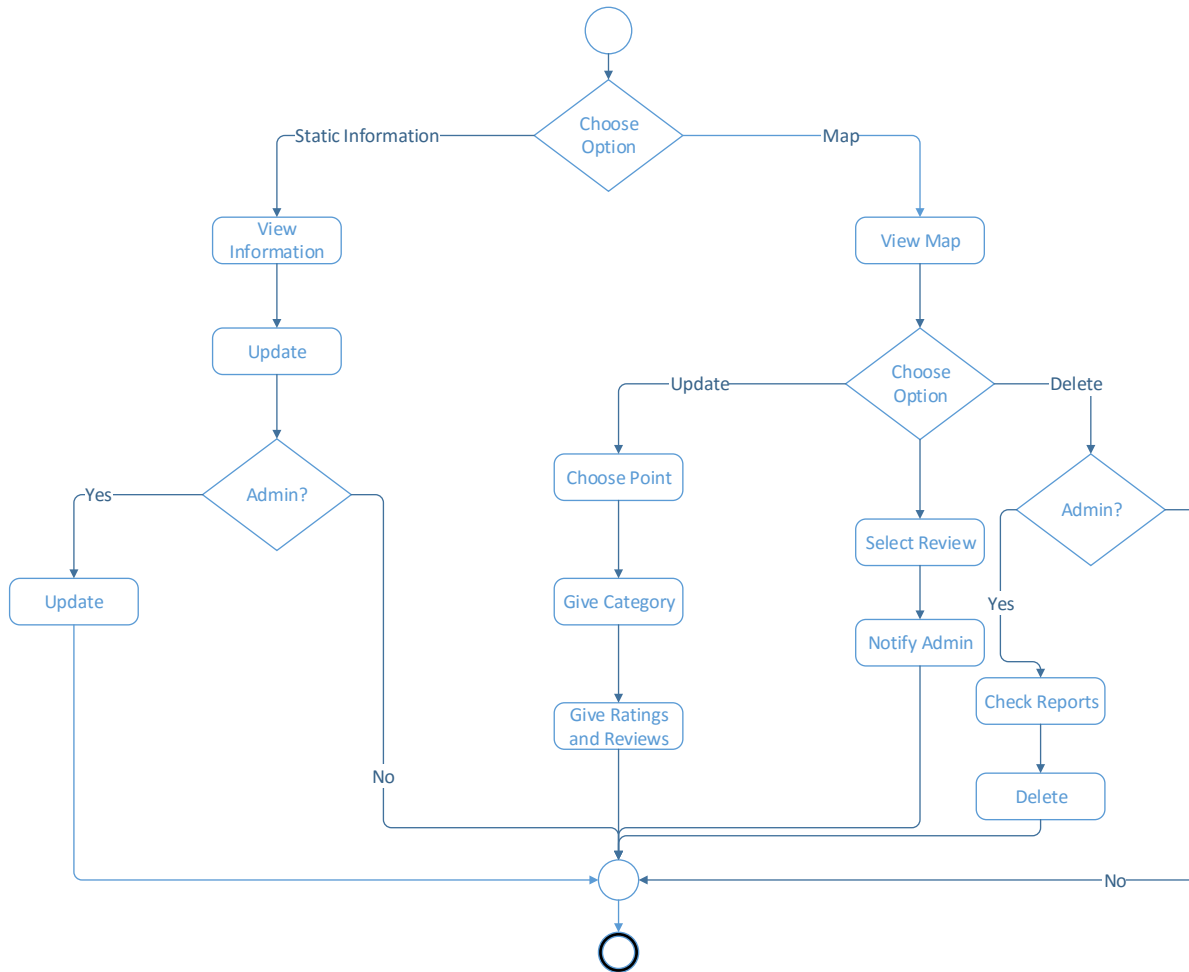 Choose
Option
Static Information
Map
View
Information
View Map
Update
Choose
Option
Update
Delete
Choose Point
Yes
Admin?
Admin?
Select Review
Update
Give Category
Yes
Notify Admin
Check Reports
Give Ratings
and Reviews
No
Delete
No